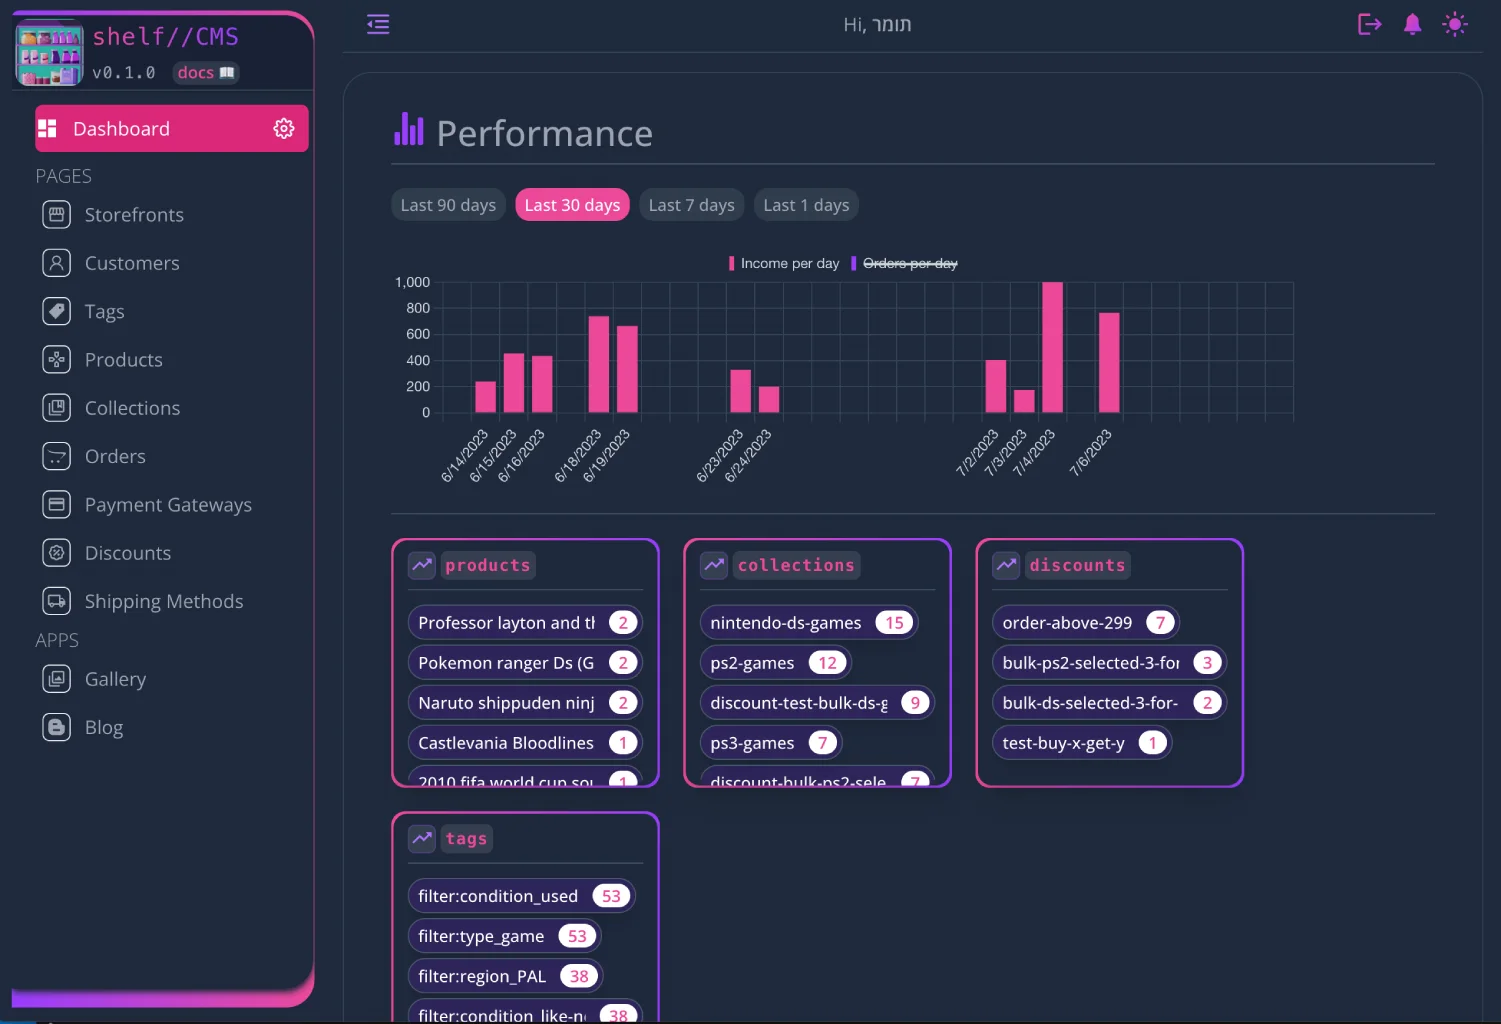 shelf//CMS
v0.1.0 docs
Hi, תומר
Dashboard
PAGES
Storefronts
Customers
Tags
Products
Collections
Orders
Payment Gateways
Discounts
Shipping Methods
APPS
Gallery
Blog
Performance
Last 90 days Last 30 days Last 7 days Last 1 days
Income per day Orders per day
1,000
800
600
400
200
0
6/14/2023 6/15/2023 6/16/2023 6/18/2023 6/19/2023 6/23/2023 6/24/2023 7/2/2023 7/3/2023 7/4/2023 7/6/2023
products
Professor layton and th 2
Pokemon ranger Ds (G 2
Naruto shippuden ninj 2
Castlevania Bloodlines 1
2010 fifa world cup sou 1
collections
nintendo-ds-games 15
ps2-games 12
discount-test-bulk-ds-g 9
ps3-games 7
discount-bulk-ps2-sele 7
discounts
order-above-299 7
bulk-ps2-selected-3-for 3
bulk-ds-selected-3-for- 2
test-buy-x-get-y 1
tags
filter:condition_used 53
filter:type_game 53
filter:region_PAL 38
filter:condition_like-n 38